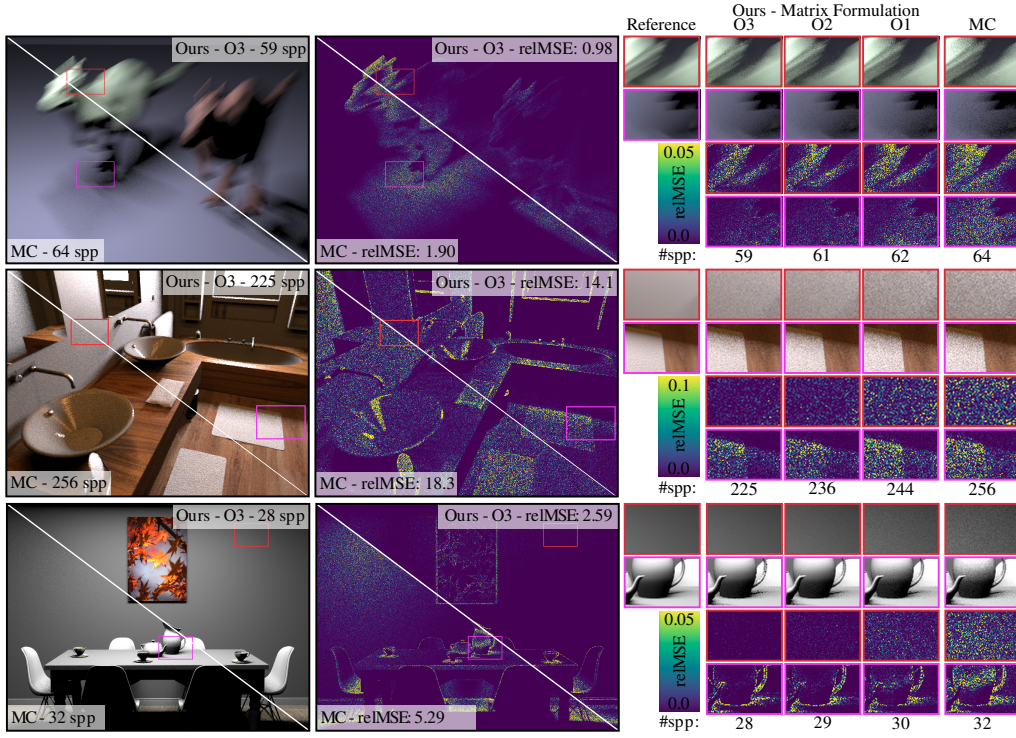 Ours - Matrix Formulation
Reference O3 O2 O1 MC
Ours - O3 - 59 spp
MC - 64 spp
Ours - O3 - relMSE: 0.98
MC - relMSE: 1.90
0.05
relMSE
0.0
#spp: 59 61 62 64
Ours - O3 - 225 spp
MC - 256 spp
Ours - O3 - relMSE: 14.1
MC - relMSE: 18.3
0.1
relMSE
0.0
#spp: 225 236 244 256
Ours - O3 - 28 spp
MC - 32 spp
Ours - O3 - relMSE: 2.59
MC - relMSE: 5.29
0.05
relMSE
0.0
#spp: 28 29 30 32